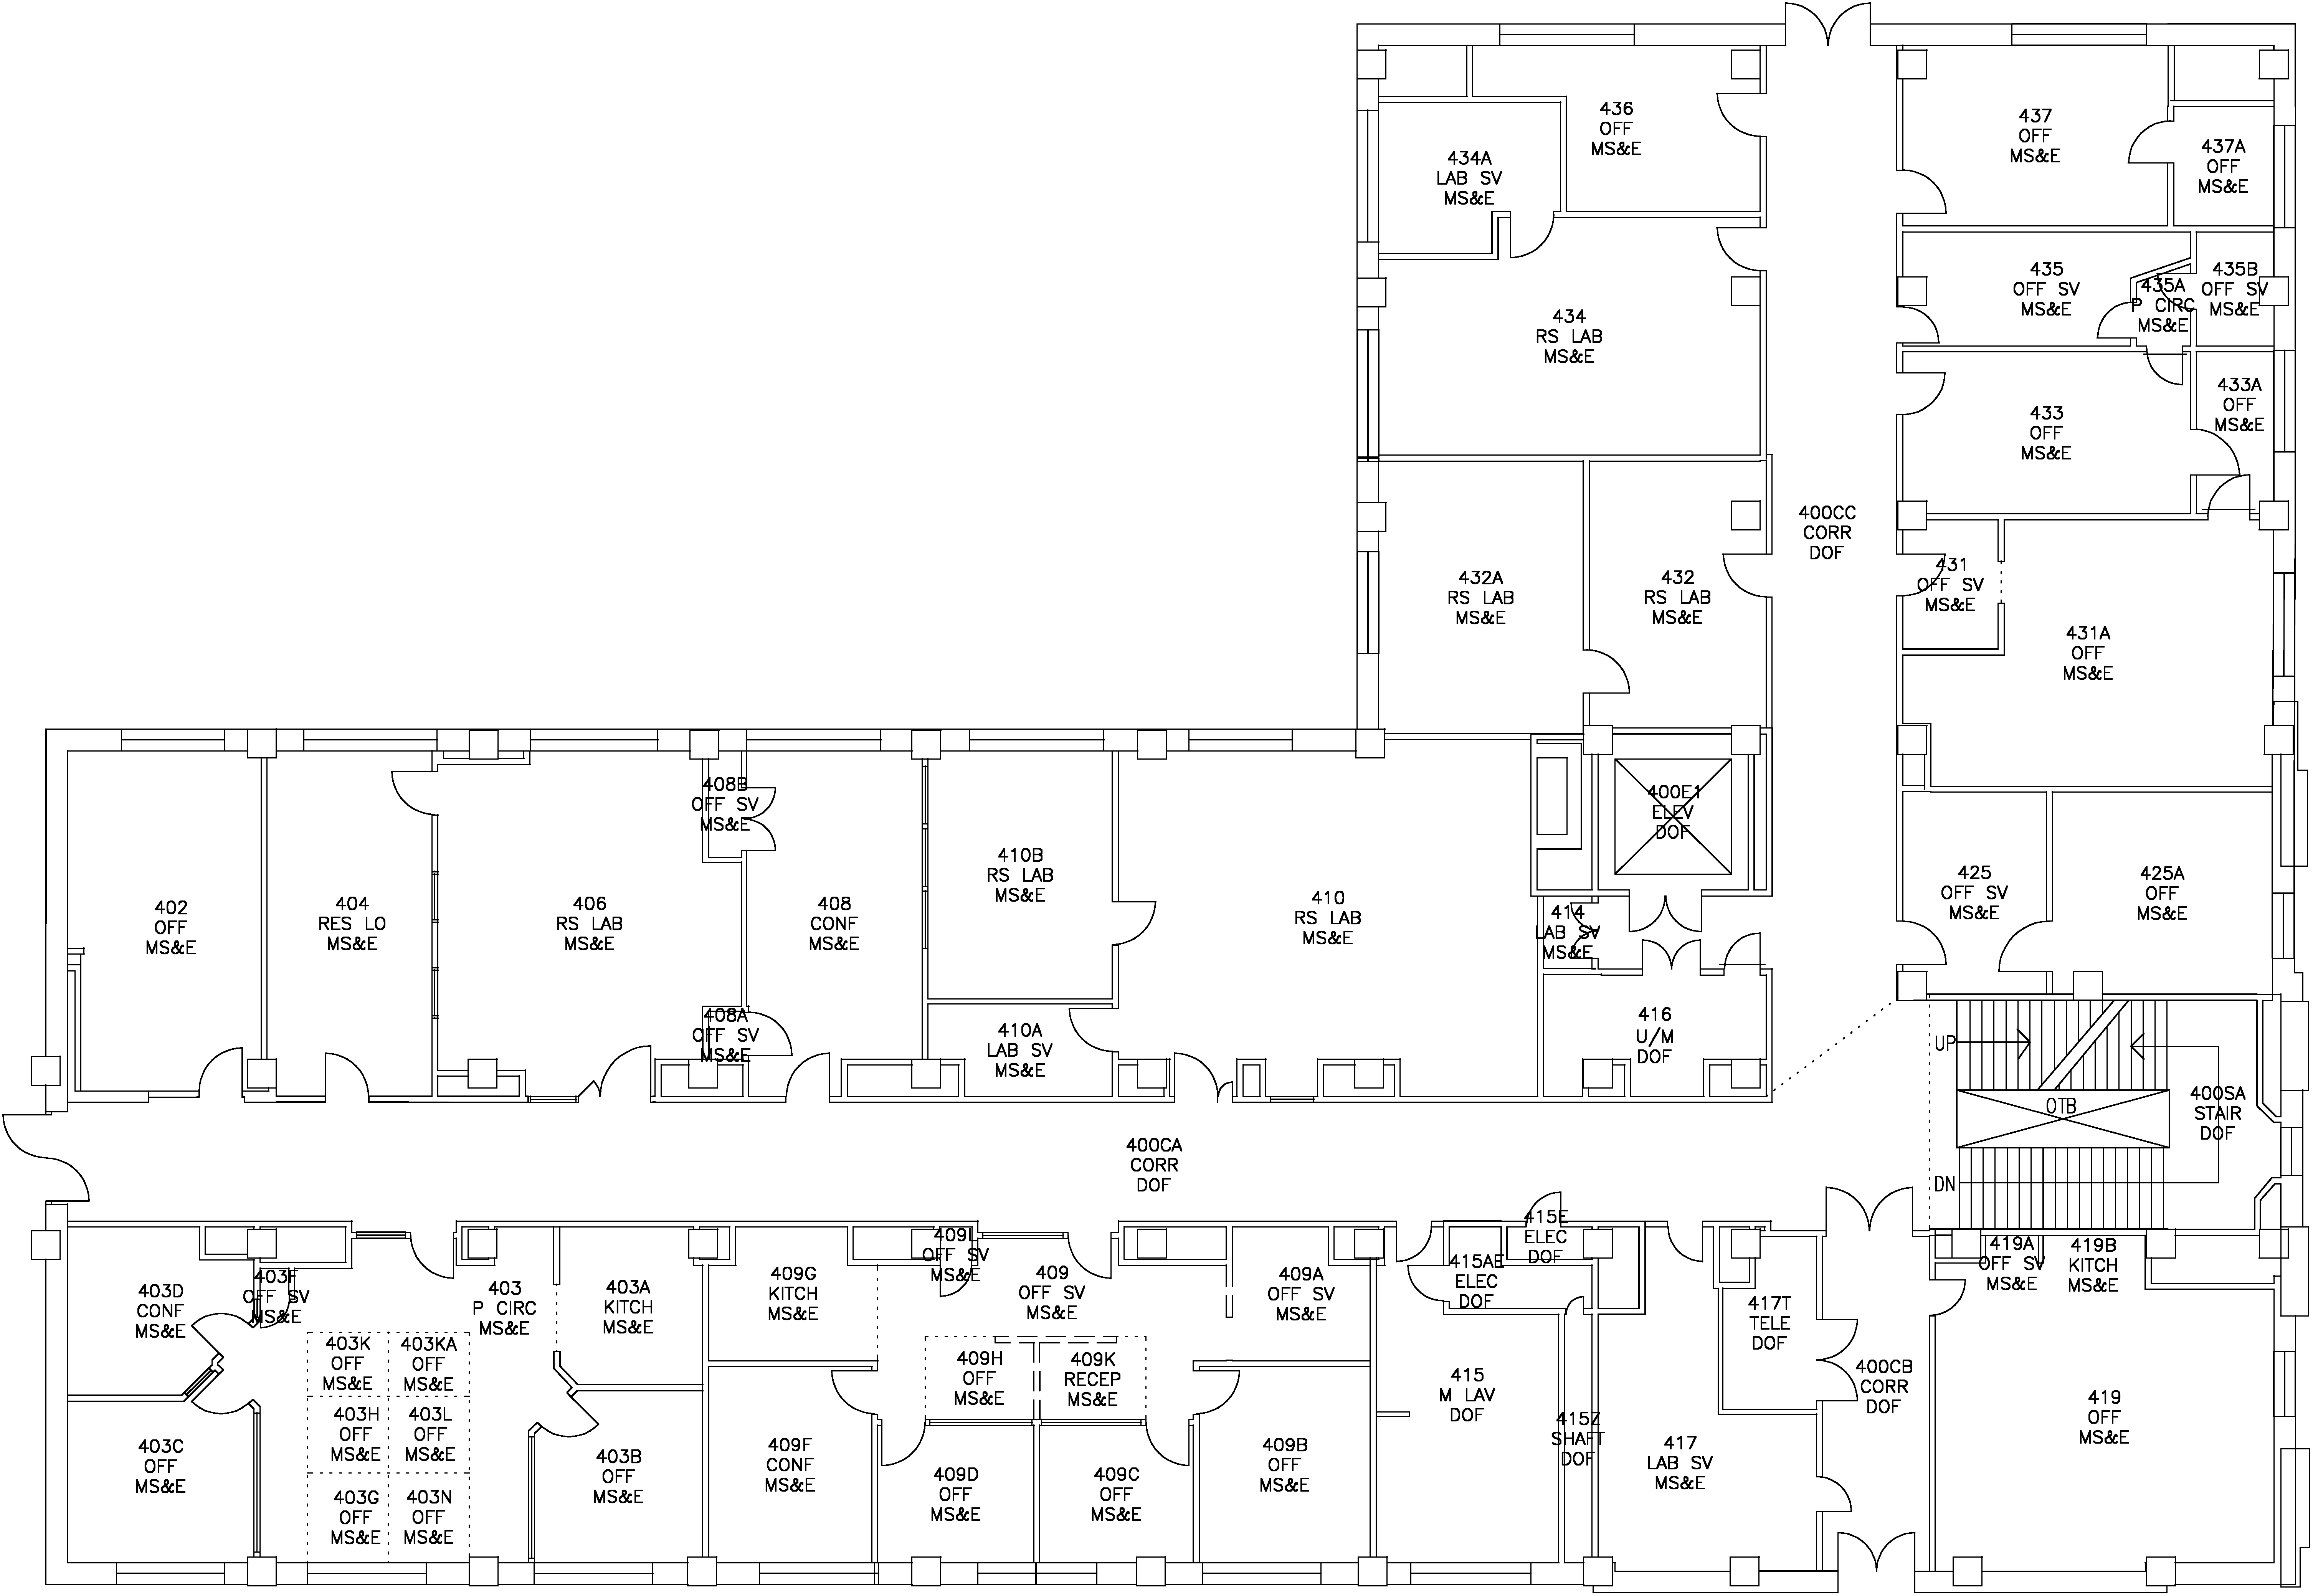 436
OFF
MS&E
437
OFF
MS&E
434A
LAB SV
MS&E
437A
OFF
MS&E
435
OFF SV
MS&E
435A
P CIRC
MS&E
435B
OFF SV
MS&E
434
RS LAB
MS&E
433
OFF
MS&E
433A
OFF
MS&E
400CC
CORR
DOF
432A
RS LAB
MS&E
432
RS LAB
MS&E
431
OFF SV
MS&E
431A
OFF
MS&E
408B
OFF SV
MS&E
400E1
ELEV
DOF
402
OFF
MS&E
404
RES LO
MS&E
406
RS LAB
MS&E
408
CONF
MS&E
410B
RS LAB
MS&E
410
RS LAB
MS&E
414
LAB SV
MS&E
425
OFF SV
MS&E
425A
OFF
MS&E
408A
OFF SV
MS&E
410A
LAB SV
MS&E
416
U/M
DOF
UP
OTB
400SA
STAIR
DOF
DN
400CA
CORR
DOF
403D
CONF
MS&E
403F
OFF SV
MS&E
403
P CIRC
MS&E
403A
KITCH
MS&E
409G
KITCH
MS&E
409L
OFF SV
MS&E
409
OFF SV
MS&E
409A
OFF SV
MS&E
415AE
ELEC
DOF
415E
ELEC
DOF
417T
TELE
DOF
419A
OFF SV
MS&E
419B
KITCH
MS&E
403K
OFF
MS&E
403KA
OFF
MS&E
409H
OFF
MS&E
409K
RECEP
MS&E
415
M LAV
DOF
400CB
CORR
DOF
419
OFF
MS&E
403C
OFF
MS&E
403H
OFF
MS&E
403L
OFF
MS&E
403B
OFF
MS&E
409F
CONF
MS&E
409D
OFF
MS&E
409C
OFF
MS&E
409B
OFF
MS&E
415Z
SHAFT
DOF
417
LAB SV
MS&E
403G
OFF
MS&E
403N
OFF
MS&E